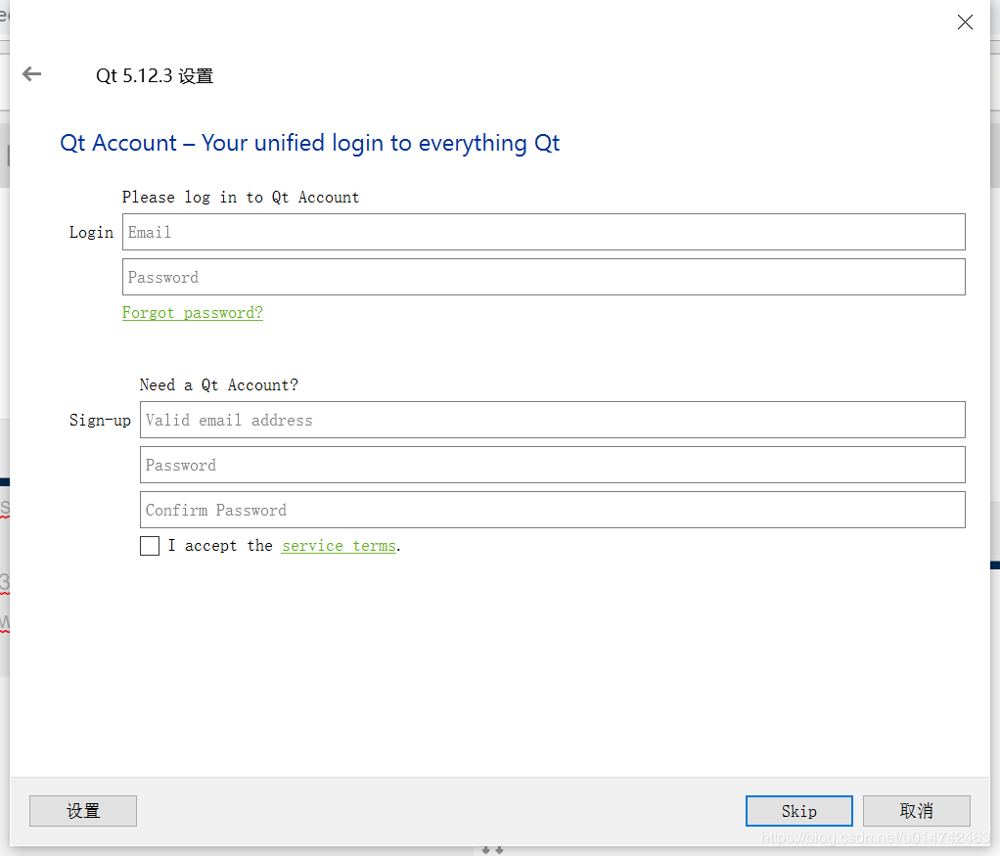 Qt 5.12.3 设置
Qt Account – Your unified login to everything Qt
Please log in to Qt Account
Login Email
Password
Forgot password?
Need a Qt Account?
Sign-up Valid email address
Password
Confirm Password
I accept the service terms.
设置 Skip 取消
https://blog.csdn.net/u014742463